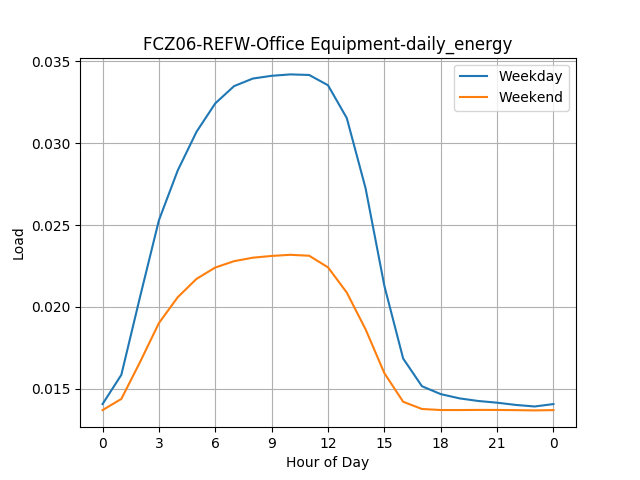 FCZ06-REFW-Office Equipment-daily_energy
Weekday
Weekend
0.035
0.030
0.025
0.020
0.015
Load
0 3 6 9 12 15 18 21 0
Hour of Day